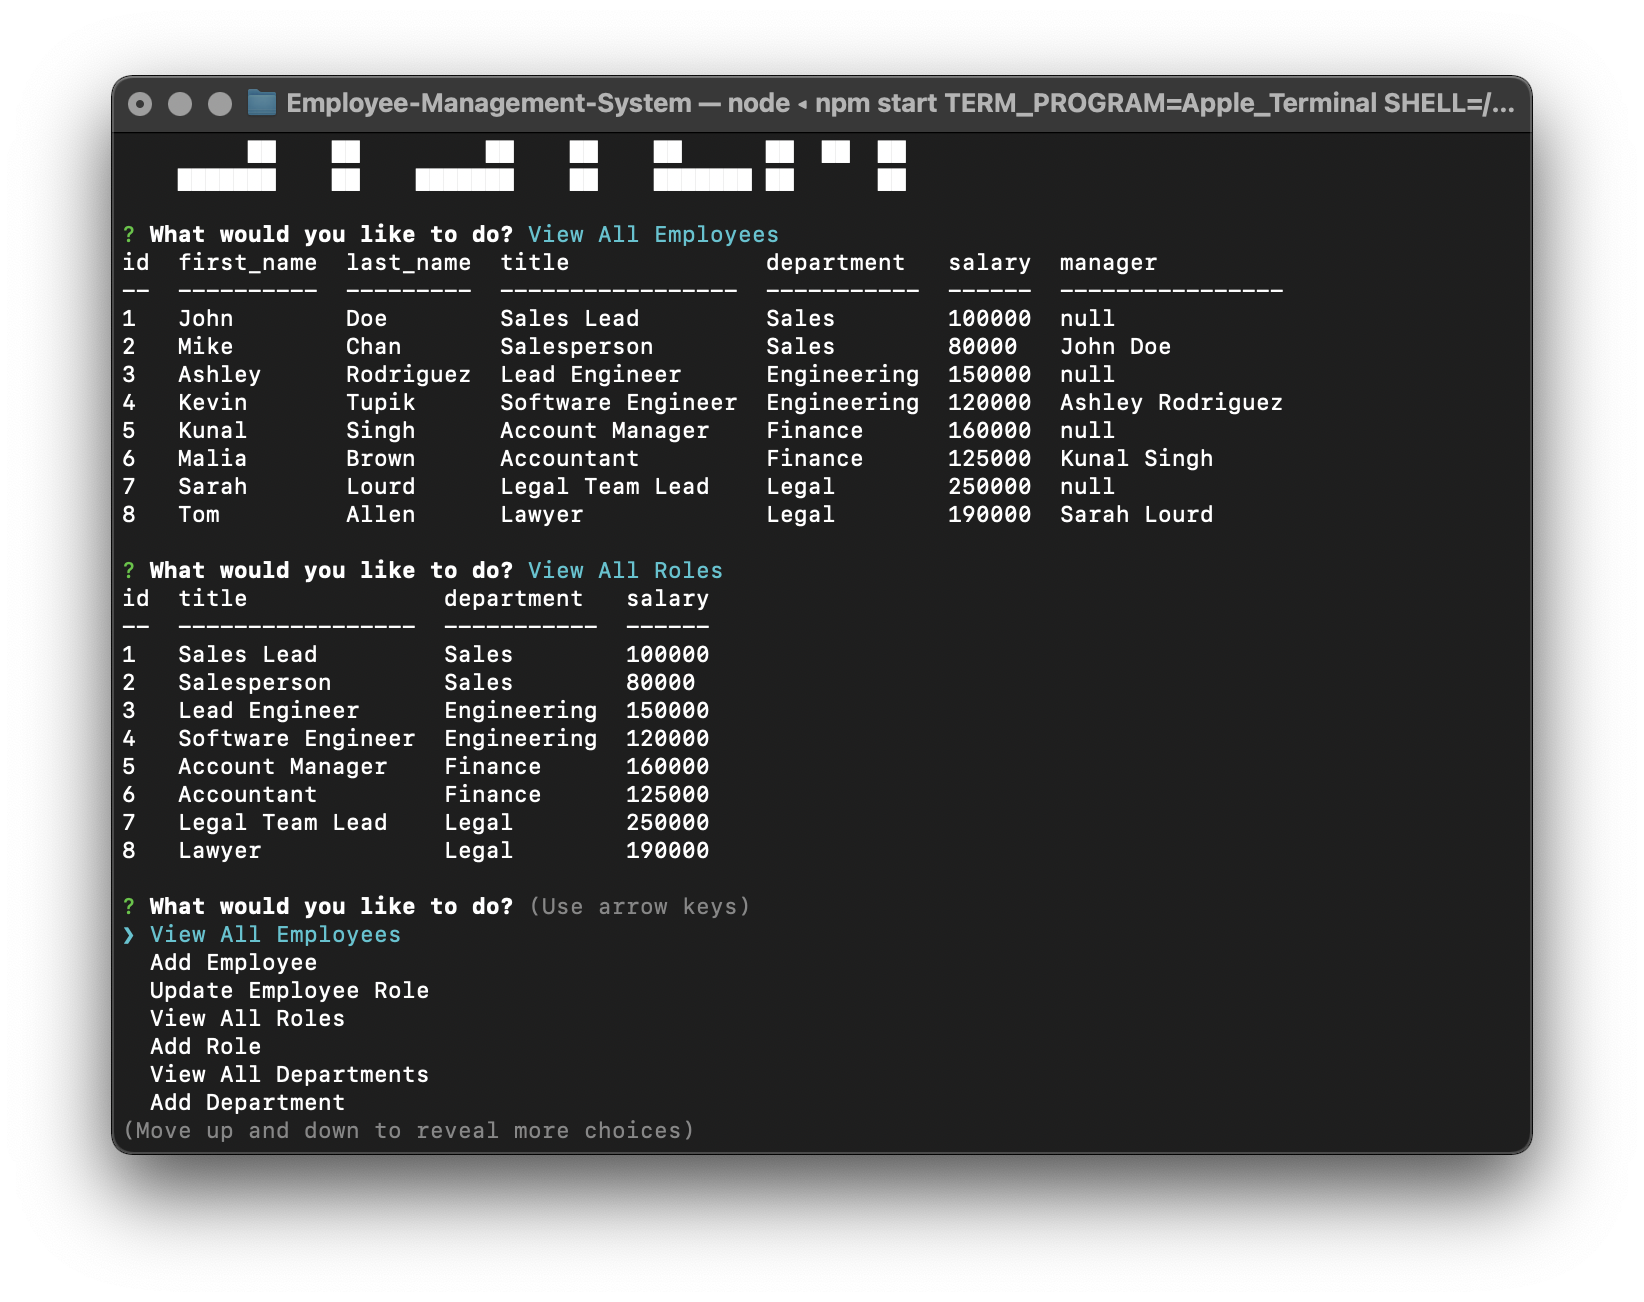 Employee-Management-System — node ◂ npm start TERM_PROGRAM=Apple_Terminal SHELL=/...
? What would you like to do? View All Employees
id  first_name  last_name  title              department   salary  manager
--  ----------  ---------  -----------------  -----------  ------  ----------------
1   John        Doe        Sales Lead         Sales        100000  null
2   Mike        Chan       Salesperson        Sales        80000   John Doe
3   Ashley      Rodriguez  Lead Engineer      Engineering  150000  null
4   Kevin       Tupik      Software Engineer  Engineering  120000  Ashley Rodriguez
5   Kunal       Singh      Account Manager    Finance      160000  null
6   Malia       Brown      Accountant         Finance      125000  Kunal Singh
7   Sarah       Lourd      Legal Team Lead    Legal        250000  null
8   Tom         Allen      Lawyer             Legal        190000  Sarah Lourd
? What would you like to do? View All Roles
id  title              department   salary
--  -----------------  -----------  ------
1   Sales Lead         Sales        100000
2   Salesperson        Sales        80000
3   Lead Engineer      Engineering  150000
4   Software Engineer  Engineering  120000
5   Account Manager    Finance      160000
6   Accountant         Finance      125000
7   Legal Team Lead    Legal        250000
8   Lawyer             Legal        190000
? What would you like to do? (Use arrow keys)
❯ View All Employees
  Add Employee
  Update Employee Role
  View All Roles
  Add Role
  View All Departments
  Add Department
(Move up and down to reveal more choices)